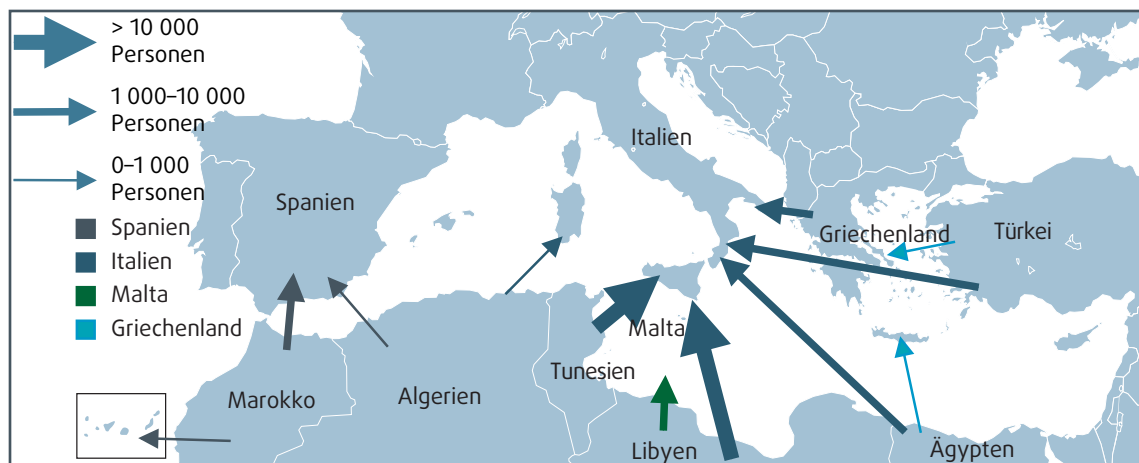 > 10 000
Personen
1 000–10 000
Personen
0–1 000
Personen
Spanien
Italien
Malta
Griechenland
Italien
Spanien
Griechenland
Türkei
Malta
Tunesien
Algerien
Marokko
Libyen
Ägypten